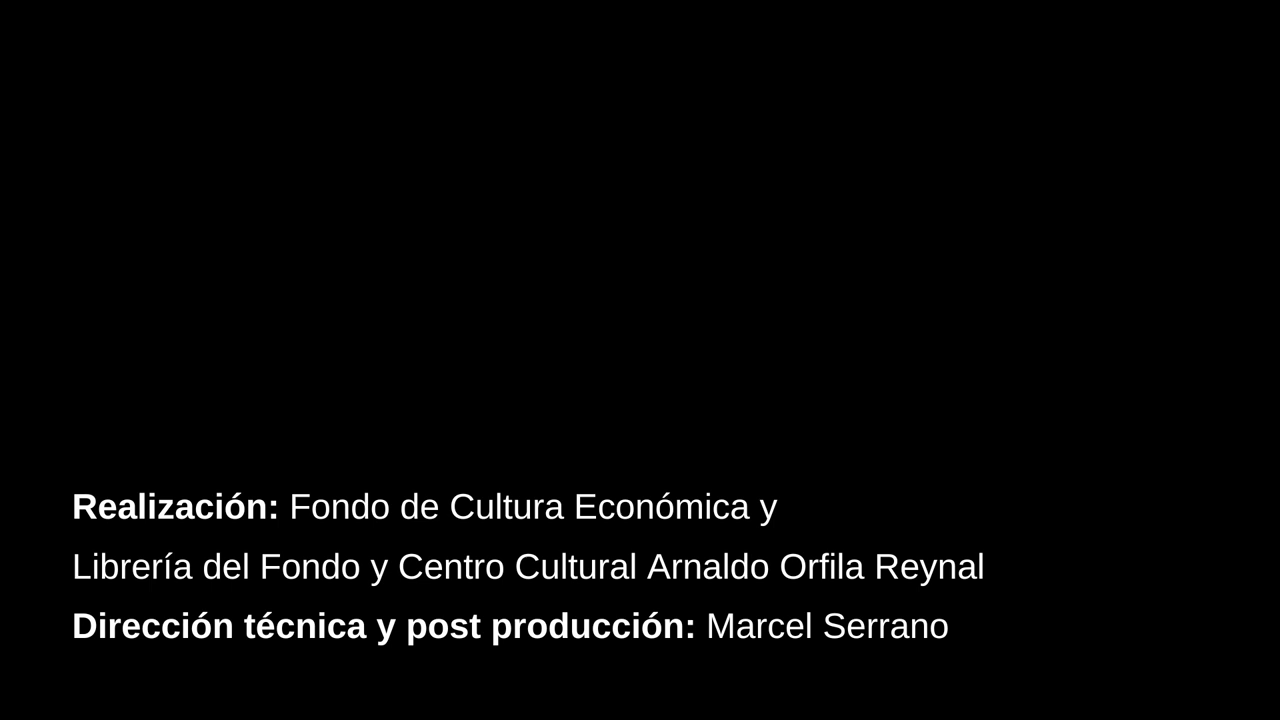 Realización: Fondo de Cultura Económica y
Librería del Fondo y Centro Cultural Arnaldo Orfila Reynal
Dirección técnica y post producción: Marcel Serrano